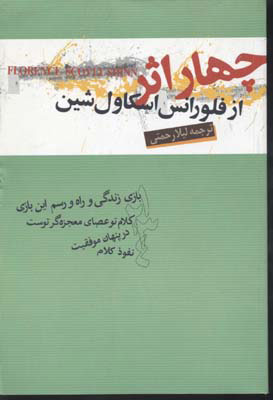 چهار اثر
FLORENCE SCOVEL SHINN
از فلورانس اسکاول شین
ترجمه لیلا رحمتی
بازی زندگی و راه و رسم این بازی
کلام تو عصای معجزه‌گر توست
در پنهان موفقیت
نفوذ کلام